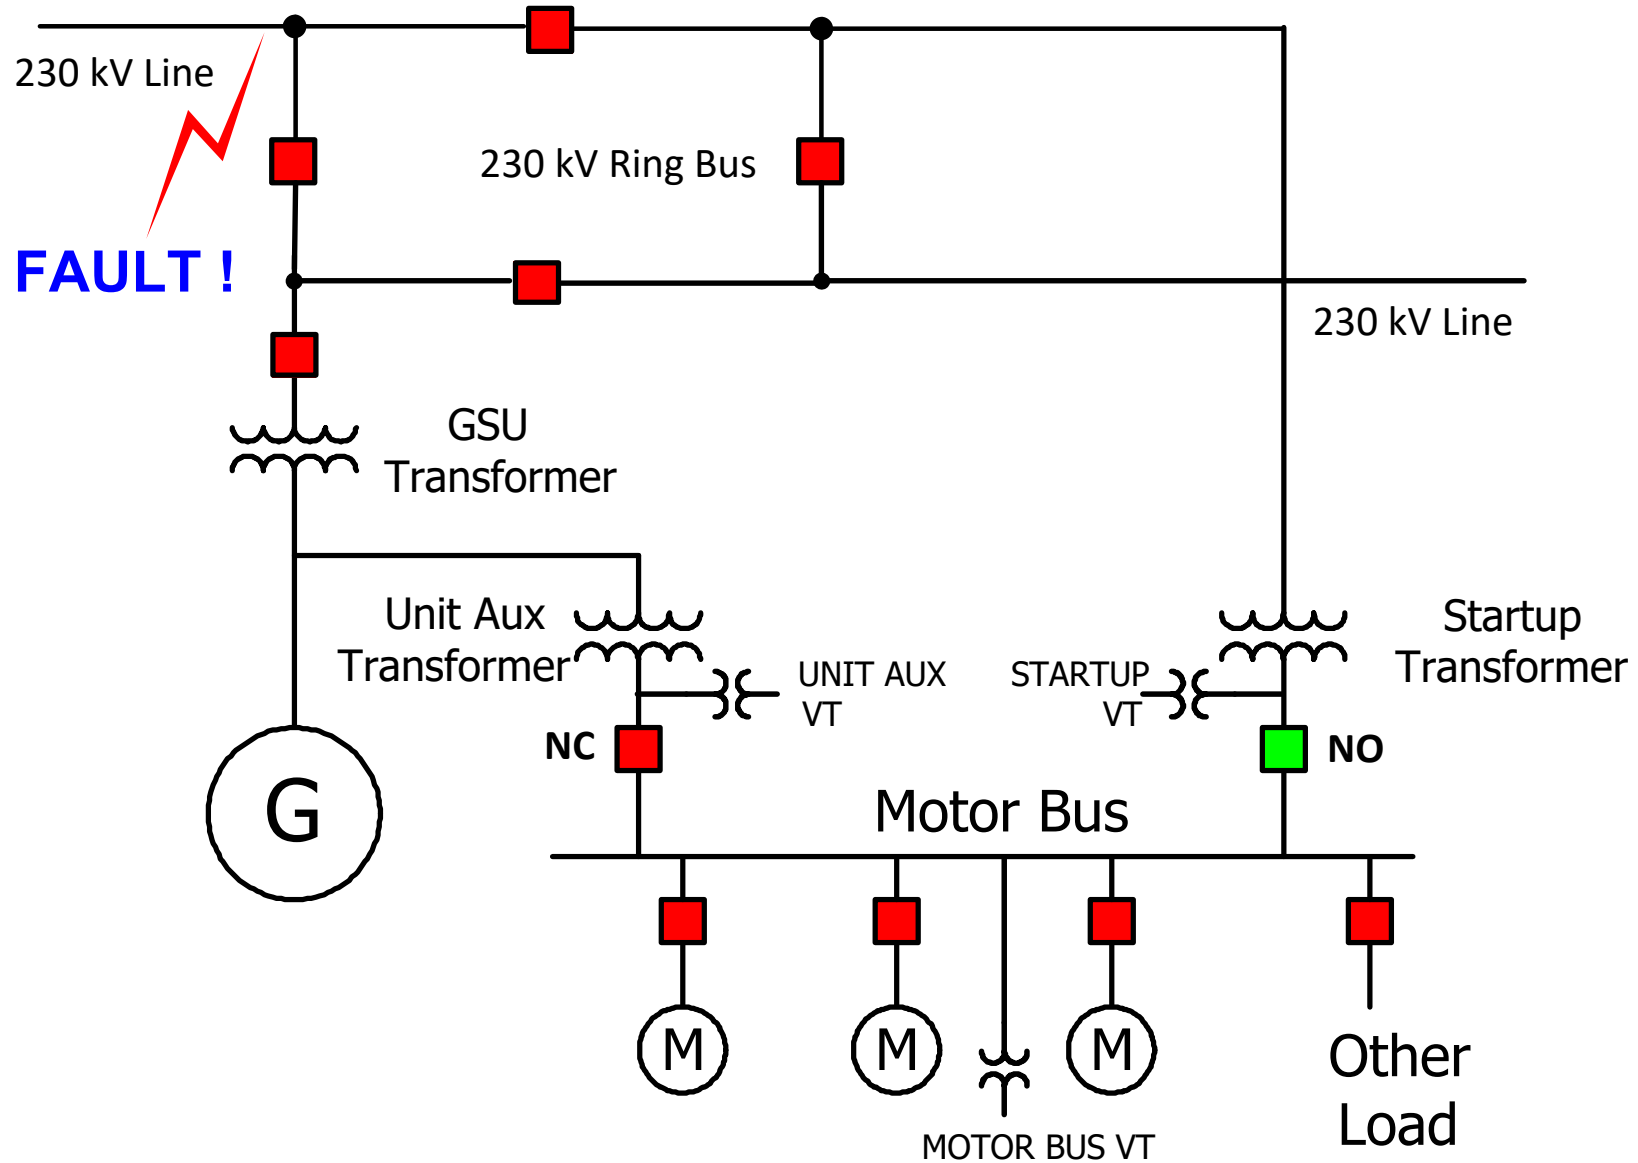 230 kV Line
230 kV Ring Bus
FAULT !
230 kV Line
GSU
Transformer
Unit Aux
Transformer
UNIT AUX
VT
STARTUP
VT
Startup
Transformer
NC
NO
G
Motor Bus
M
M
M
Other
Load
MOTOR BUS VT